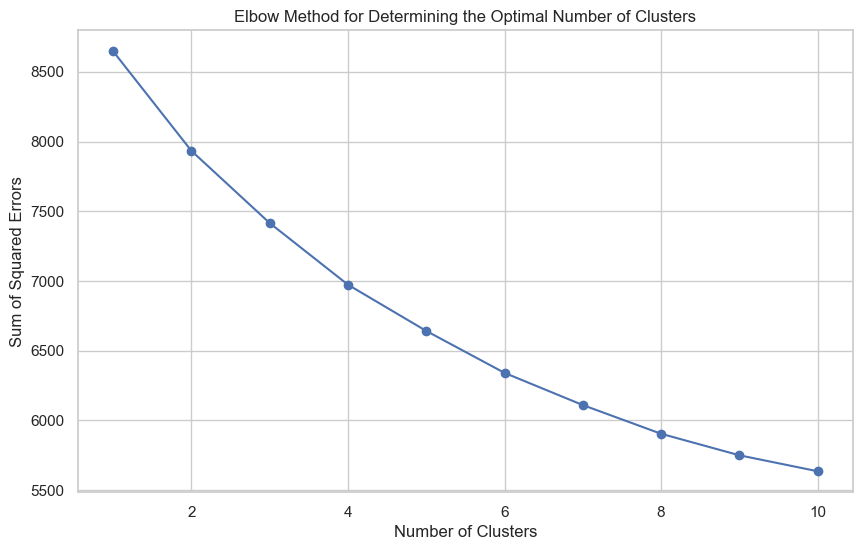 Elbow Method for Determining the Optimal Number of Clusters
Sum of Squared Errors
8500
8000
7500
7000
6500
6000
5500
2 4 6 8 10
Number of Clusters